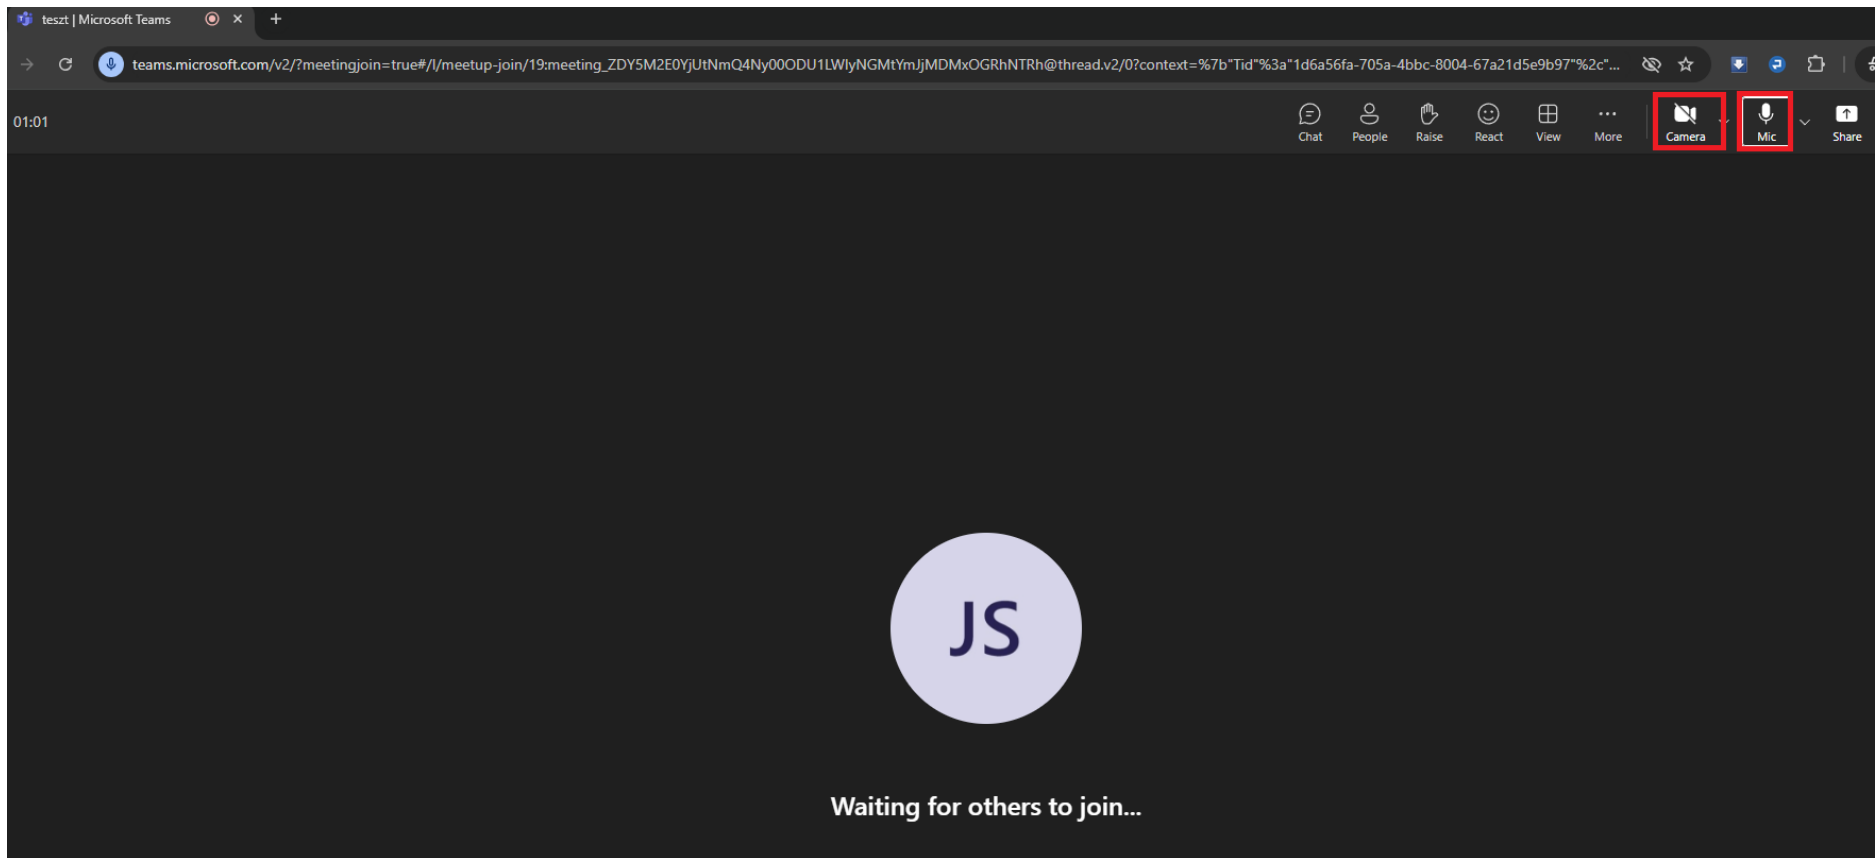 teszt | Microsoft Teams
teams.microsoft.com/v2/?meetingjoin=true#/l/meetup-join/19:meeting_ZDY5M2E0YjUtNmQ4Ny00ODU1LWIyNGMtYmJjMDMxOGRhNTRh@thread.v2/0?context=%7b"Tid"%3a"1d6a56fa-705a-4bbc-8004-67a21d5e9b97"%2c"...
01:01
Chat People Raise React View More Camera Mic Share
JS
Waiting for others to join...